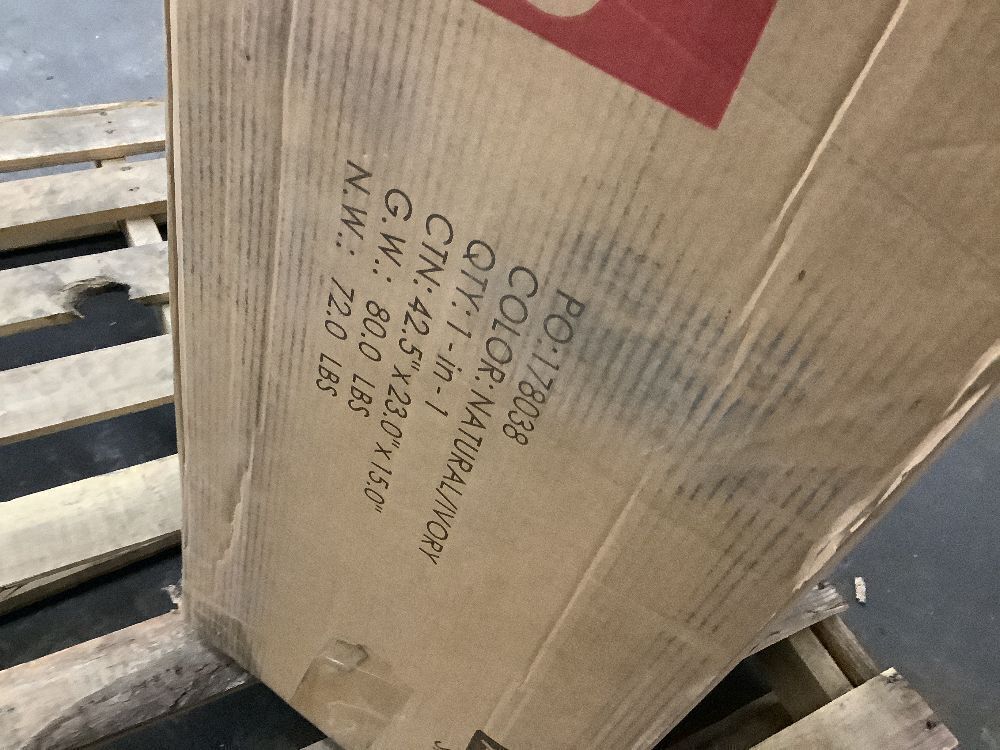 PO:178038
COLOR:NATURAL/IVORY
QTY:1-in-1
CTN:42.5"x23.0"x15.0"
G.W.: 80.0 LBS
N.W.: 72.0 LBS